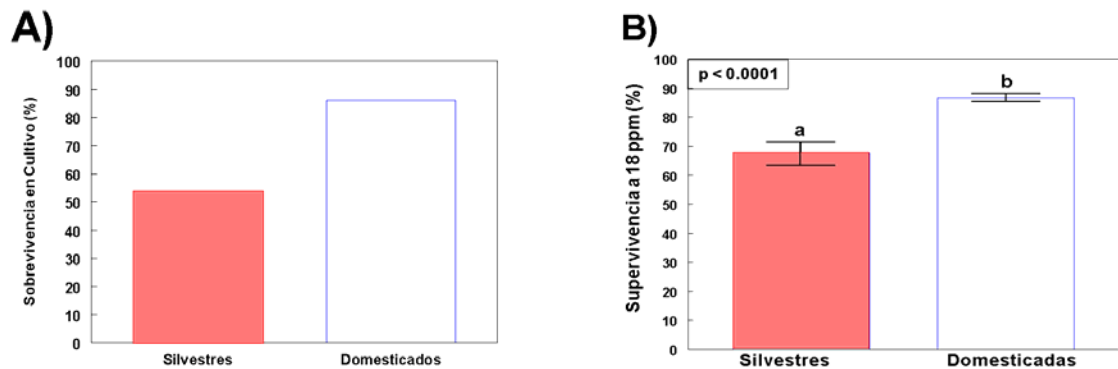 A)
Sobrevivencia en Cultivo (%)
100
90
80
70
60
50
40
30
20
10
0
Silvestres
Domesticados
B)
Supervivencia a 18 ppm (%)
100
90
80
70
60
50
40
30
20
10
0
p < 0.0001
a
b
Silvestres
Domesticadas